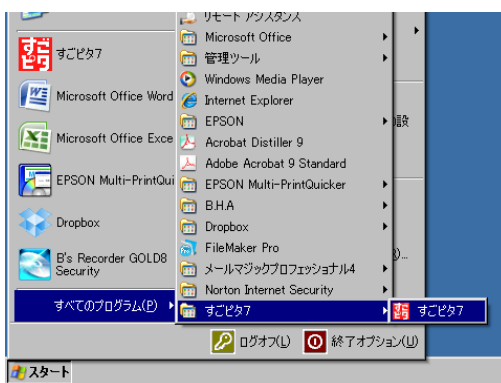 リモート アシスタンス
Microsoft Office
管理ツール
Windows Media Player
Internet Explorer
EPSON
Acrobat Distiller 9
Adobe Acrobat 9 Standard
EPSON Multi-PrintQuicker
B.H.A
Dropbox
FileMaker Pro
メールマジックプロフェッショナル4
Norton Internet Security
すごピタ7
すごピタ7
すごピタ7
Microsoft Office Word
Microsoft Office Exce
EPSON Multi-PrintQui
Dropbox
B's Recorder GOLD8
Security
すべてのプログラム(P)
ログオフ(L)
終了オプション(U)
スタート